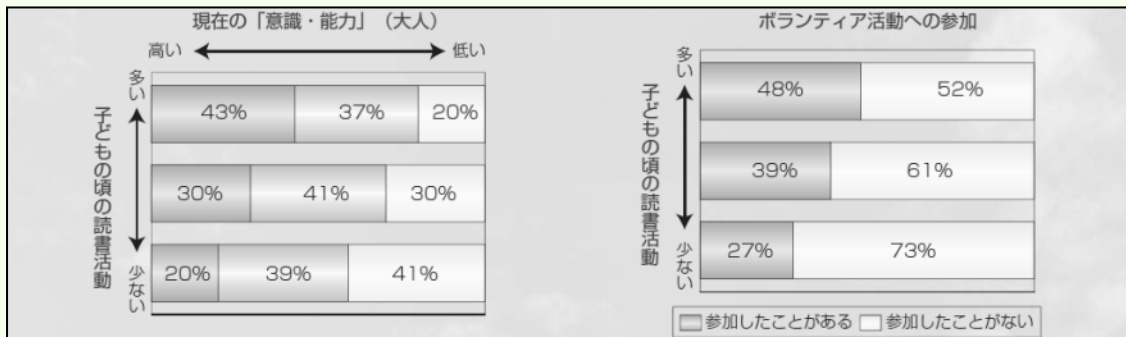 現在の「意識・能力」（大人）
高い
低い
子どもの頃の読書活動
多い
少ない
43% 37% 20%
30% 41% 30%
20% 39% 41%
ボランティア活動への参加
子どもの頃の読書活動
多い
少ない
48% 52%
39% 61%
27% 73%
参加したことがある 参加したことがない